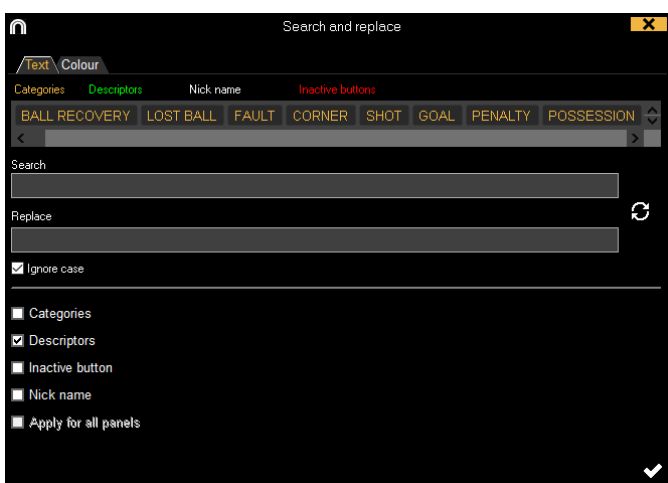 Search and replace
Text Colour
Categories Descriptors Nick name Inactive buttons
BALL RECOVERY LOST BALL FAULT CORNER SHOT GOAL PENALTY POSSESSION
Search
Replace
Ignore case
Categories
Descriptors
Inactive button
Nick name
Apply for all panels